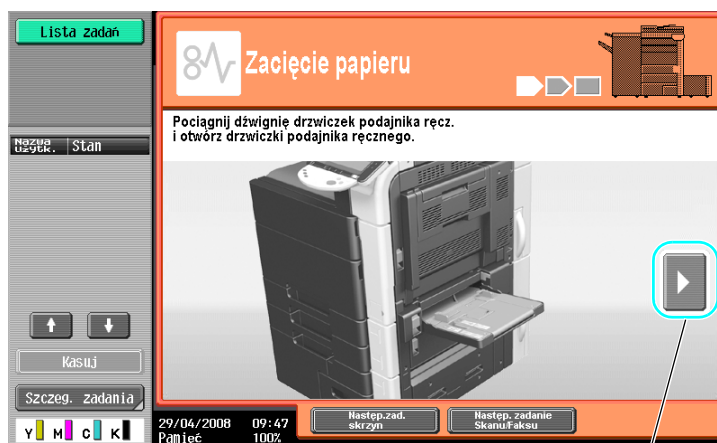 Lista zadań
Zacięcie papieru
Pociągnij dźwignię drzwiczek podajnika ręcz.
i otwórz drzwiczki podajnika ręcznego.
Nazwa użytk.
Stan
Kasuj
Szczeg. zadania
Y M C K
29/04/2008 09:47
Pamięć 100%
Następ.zad.
skrzyn
Następ. zadanie
Skanu/Faksu